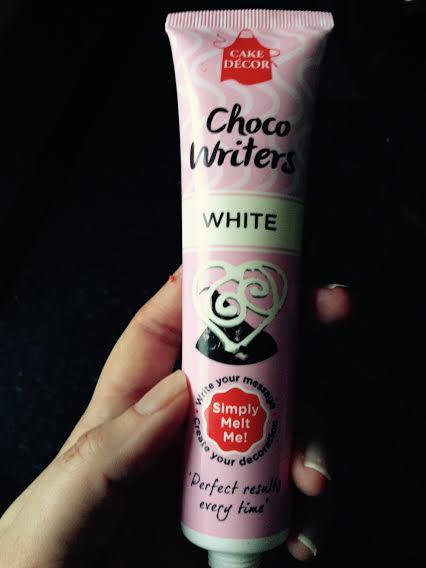 CAKE
DÉCOR
Choco
Writers
WHITE
Write your message
Simply
Melt
Me!
Create your decoration
'Perfect results
every time'